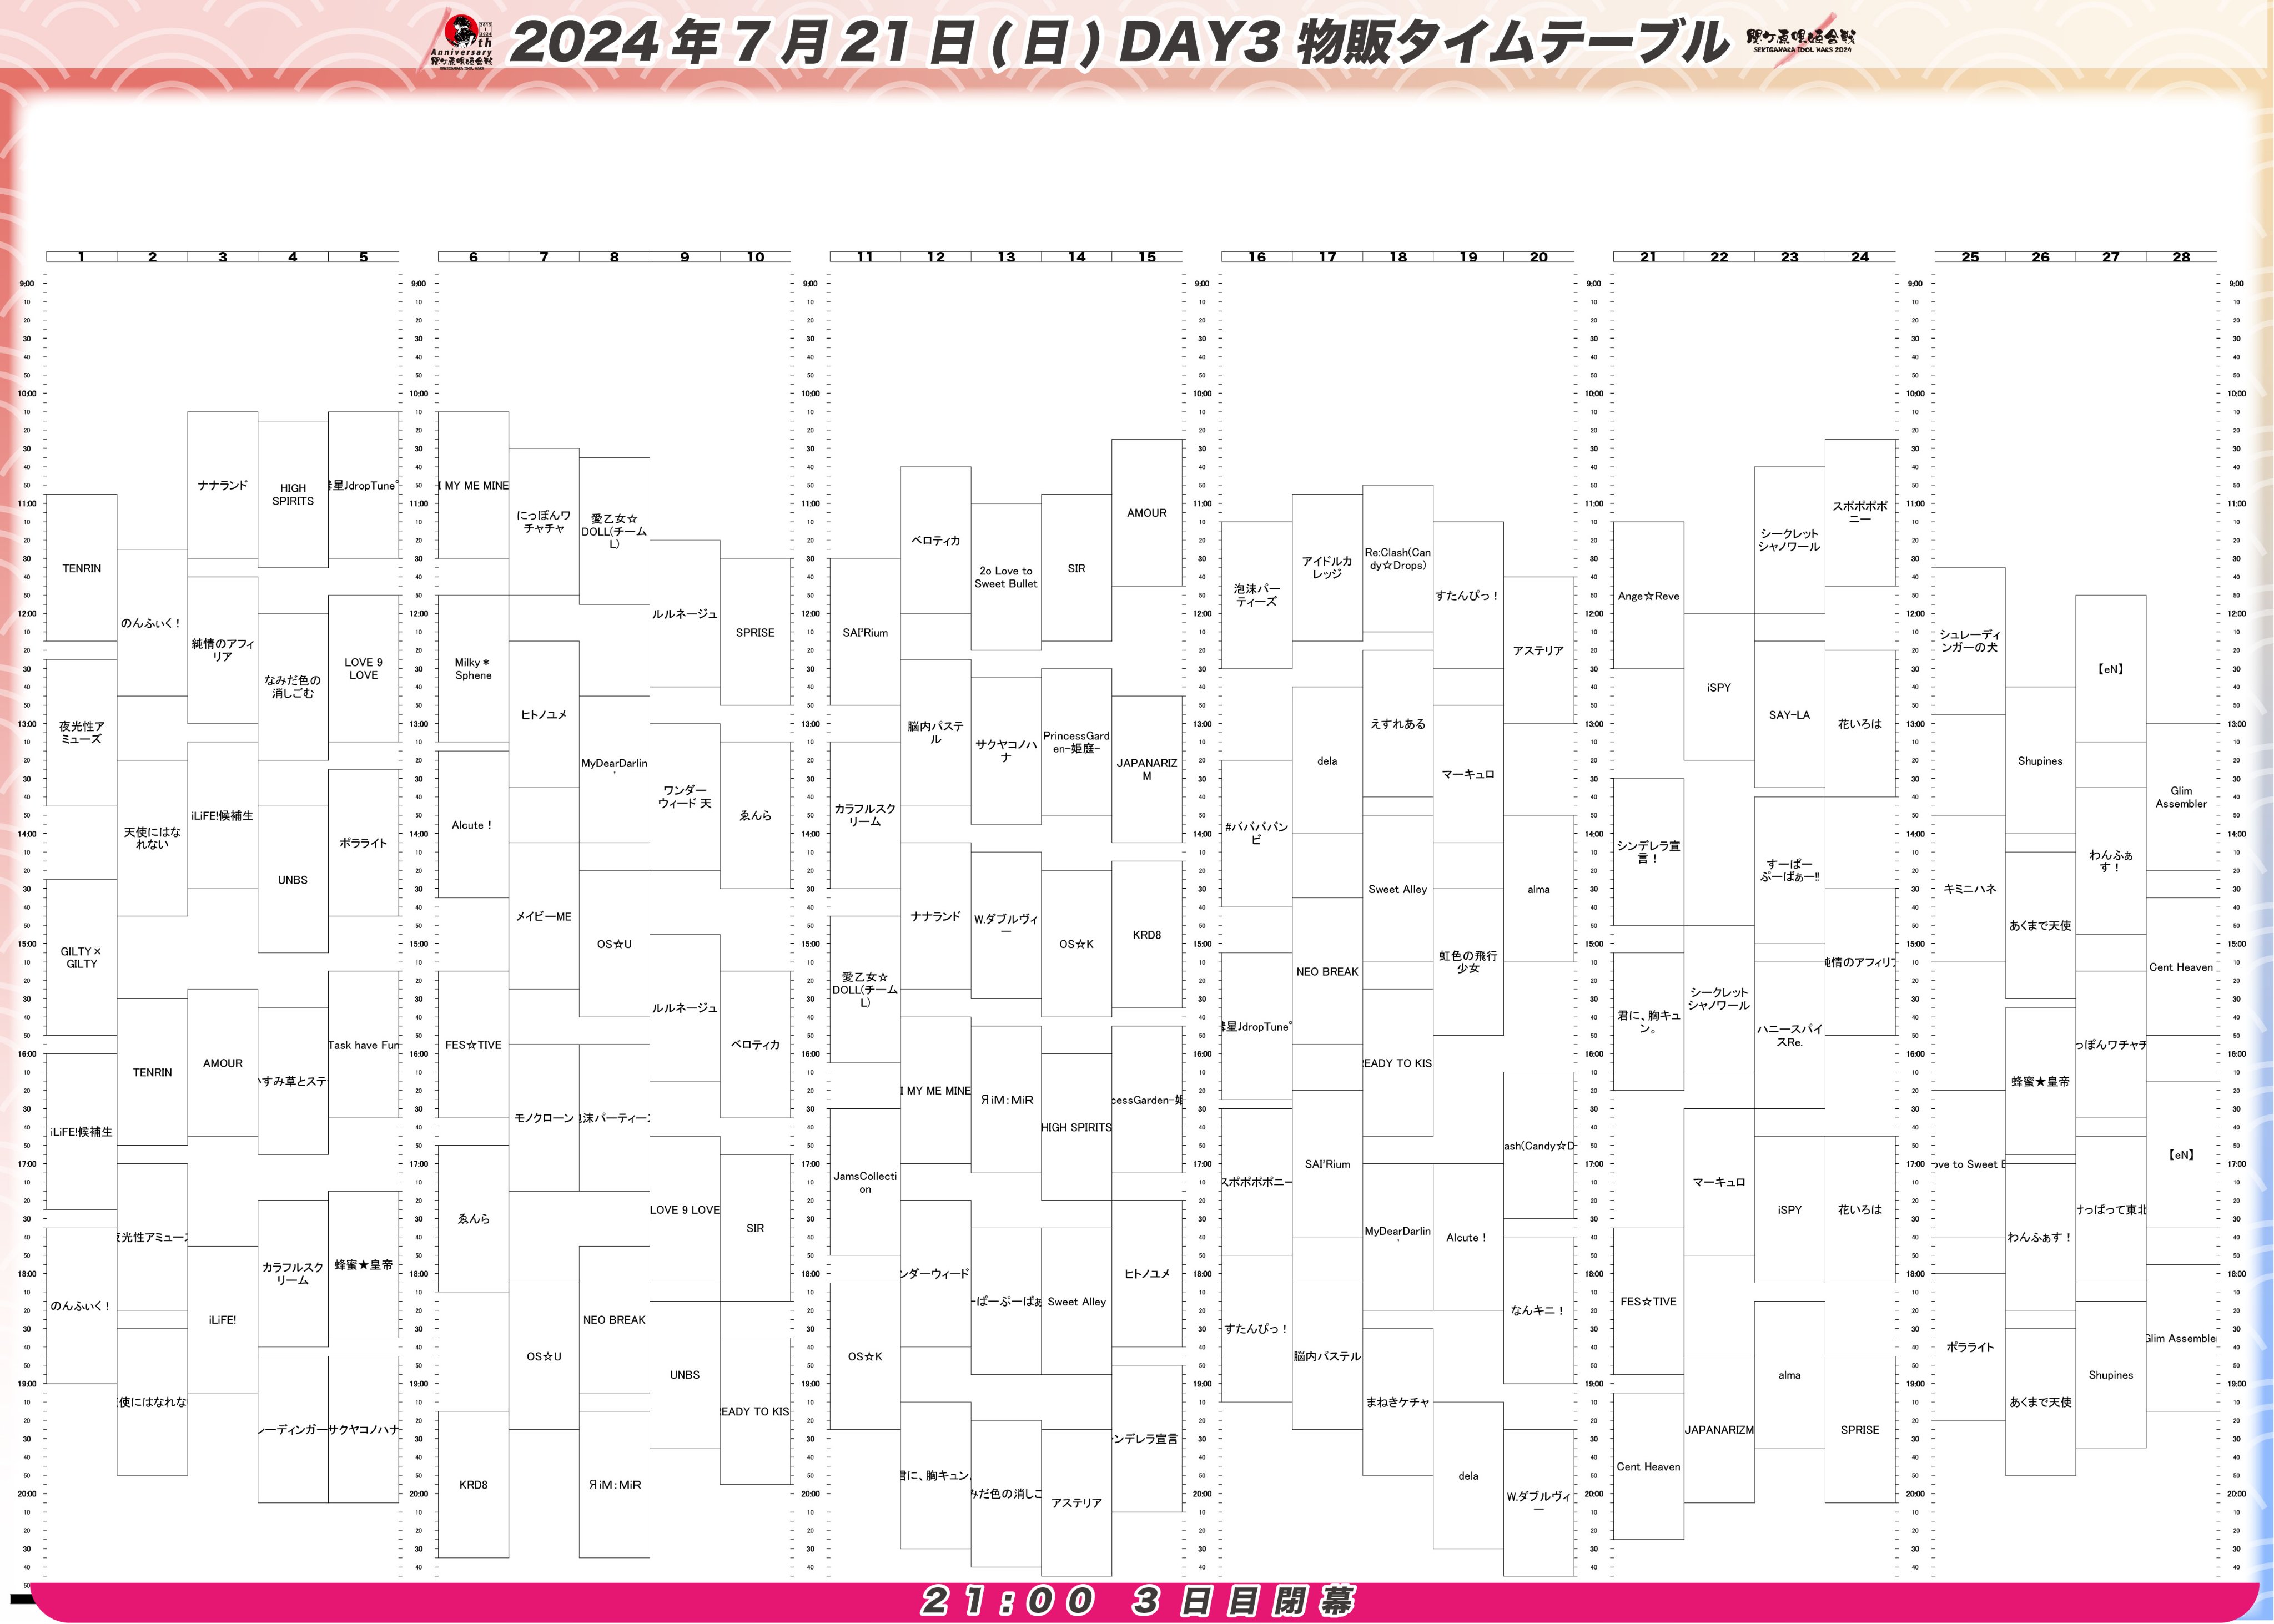 th
Anniversary
関ケ原唄姫合戦
SEKIGAHARA IDOL WARS
2024年7月21日(日) DAY3 物販タイムテーブル
関ケ原唄姫合戦
SEKIGAHARA IDOL WARS 2024
1 2 3 4 5 6 7 8 9 10 11 12 13 14 15 16 17 18 19 20 21 22 23 24 25 26 27 28
9:00
10
20
30
40
50
10:00
10
20
30
40
50
11:00
10
20
30
40
50
12:00
10
20
30
40
50
13:00
10
20
30
40
50
14:00
10
20
30
40
50
15:00
10
20
30
40
50
16:00
10
20
30
40
50
17:00
10
20
30
40
50
18:00
10
20
30
40
50
19:00
10
20
30
40
50
20:00
10
20
30
40
50
TENRIN
夜光性ア
ミューズ
GILTY×
GILTY
iLiFE!候補生
のんふぃく!
のんふぃく!
天使にはな
れない
TENRIN
夜光性アミューズ
使にはなれな
ナナランド
純情のアフィ
リア
iLiFE!候補生
AMOUR
iLiFE!
HIGH
SPIRITS
なみだ色の
消しごむ
UNBS
すみ草とステ
カラフルスク
リーム
レーディンガー
星♩dropTune°
LOVE 9
LOVE
ポラライト
Task have Fun
蜂蜜★皇帝
サクヤコノハナ
I MY ME MINE
Milky＊
Sphene
Alcute！
FES☆TIVE
ゑんら
KRD8
にっぽんワ
チャチャ
ヒトノユメ
メイビーME
モノクローン
OS☆U
愛乙女☆
DOLL(チーム
L)
MyDearDarlin
'
OS☆U
沫パーティー
NEO BREAK
ЯiM:MiR
ルルネージュ
ワンダー
ウィード 天
ルルネージュ
LOVE 9 LOVE
UNBS
SPRISE
ゑんら
ベロティカ
SIR
EADY TO KIS
SAI'Rium
カラフルスク
リーム
愛乙女☆
DOLL(チーム
L)
JamsCollecti
on
OS☆K
ベロティカ
脳内パステ
ル
ナナランド
I MY ME MINE
ンダーウィード
君に、胸キュン
2o Love to
Sweet Bullet
サクヤコノハ
ナ
W.ダブルヴィ
ー
ЯiM:MiR
ーぱーぷーぱぁ
みだ色の消しご
SIR
PrincessGard
en-姫庭-
OS☆K
HIGH SPIRITS
Sweet Alley
アステリア
AMOUR
JAPANARIZ
M
KRD8
cessGarden-姫
ヒトノユメ
ンデレラ宣言
泡沫パー
ティーズ
#ババババン
ビ
星♩dropTune°
スポポポポニー
すたんぴっ！
アイドルカ
レッジ
dela
NEO BREAK
SAI'Rium
脳内パステル
Re:Clash(Can
dy☆Drops)
えすれある
Sweet Alley
EADY TO KIS
MyDearDarlin
'
まねきケチャ
すたんぴっ！
マーキュロ
虹色の飛行
少女
Alcute！
dela
アステリア
alma
ash(Candy☆D
なんキニ！
W.ダブルヴィ
ー
Ange☆Reve
シンデレラ宣
言！
君に、胸キュ
ン。
FES☆TIVE
Cent Heaven
iSPY
シークレット
シャノワール
マーキュロ
JAPANARIZM
シークレット
シャノワール
SAY-LA
すーぱー
ぷーぱぁー!!
ハニースパイ
スRe.
iSPY
alma
スポポポポ
ニー
花いろは
純情のアフィリア
花いろは
SPRISE
シュレーディ
ンガーの犬
キミニハネ
ove to Sweet B
ポラライト
Shupines
あくまで天使
蜂蜜★皇帝
わんふぁす！
あくまで天使
【eN】
わんふぁ
す！
っぽんワチャチ
けっぱって東北
Shupines
Glim
Assembler
Cent Heaven
【eN】
Glim Assemble
21:00 3日目閉幕